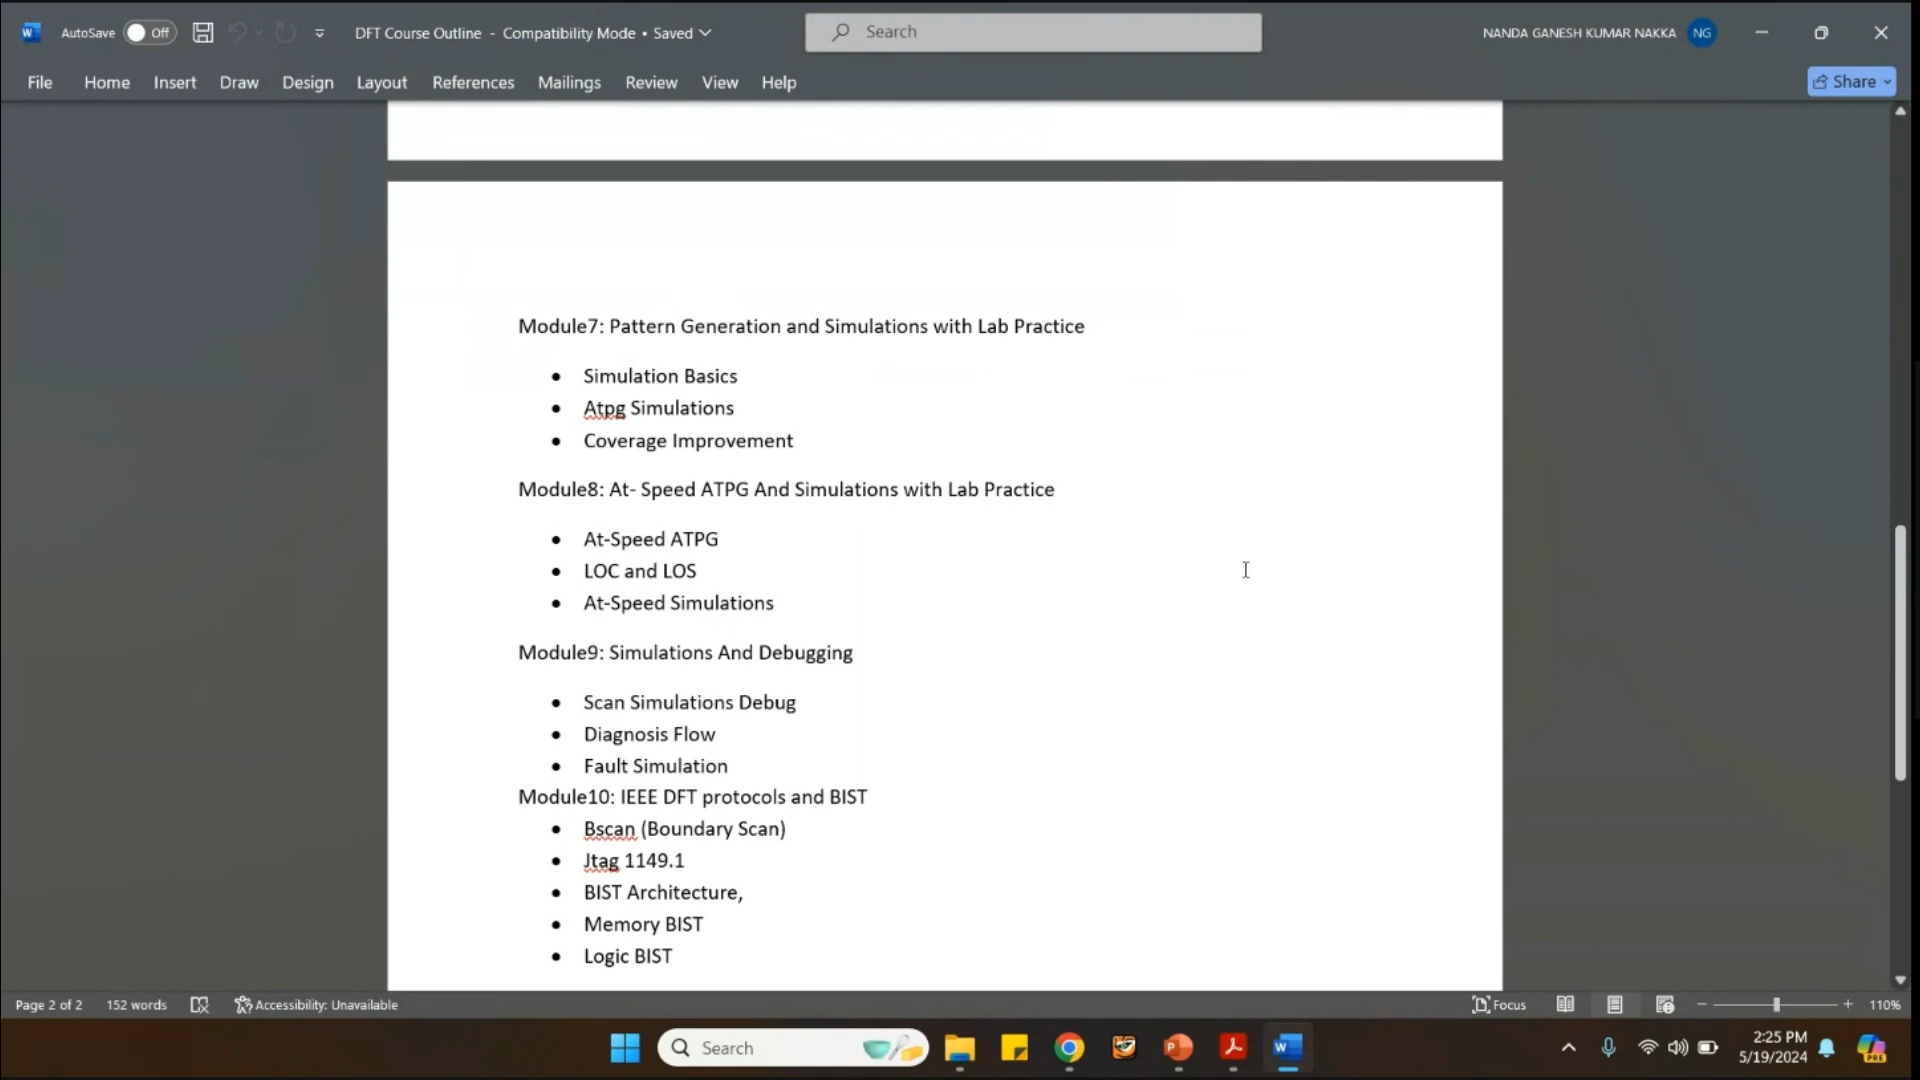 AutoSave Off DFT Course Outline - Compatibility Mode • Saved Search NANDA GANESH KUMAR NAKKA NG
File Home Insert Draw Design Layout References Mailings Review View Help Share
Module7: Pattern Generation and Simulations with Lab Practice
• Simulation Basics
• Atpg Simulations
• Coverage Improvement
Module8: At- Speed ATPG And Simulations with Lab Practice
• At-Speed ATPG
• LOC and LOS
• At-Speed Simulations
Module9: Simulations And Debugging
• Scan Simulations Debug
• Diagnosis Flow
• Fault Simulation
Module10: IEEE DFT protocols and BIST
• Bscan (Boundary Scan)
• Jtag 1149.1
• BIST Architecture,
• Memory BIST
• Logic BIST
Page 2 of 2 152 words Accessibility: Unavailable Focus 110%
Search 2:25 PM
5/19/2024